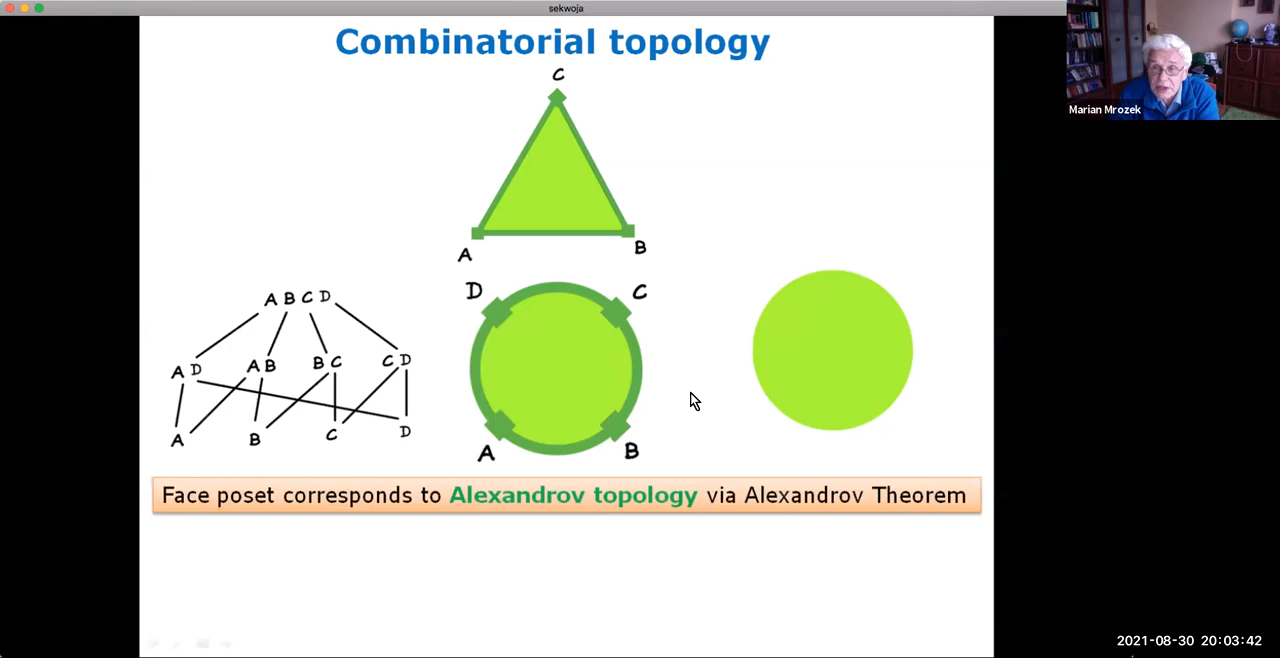 sekwoja
Combinatorial topology
Marian Mrozek
C
A
B
D
C
A
B
A B C D
A D
A B
B C
C D
A
B
C
D
Face poset corresponds to Alexandrov topology via Alexandrov Theorem
2021-08-30 20:03:42